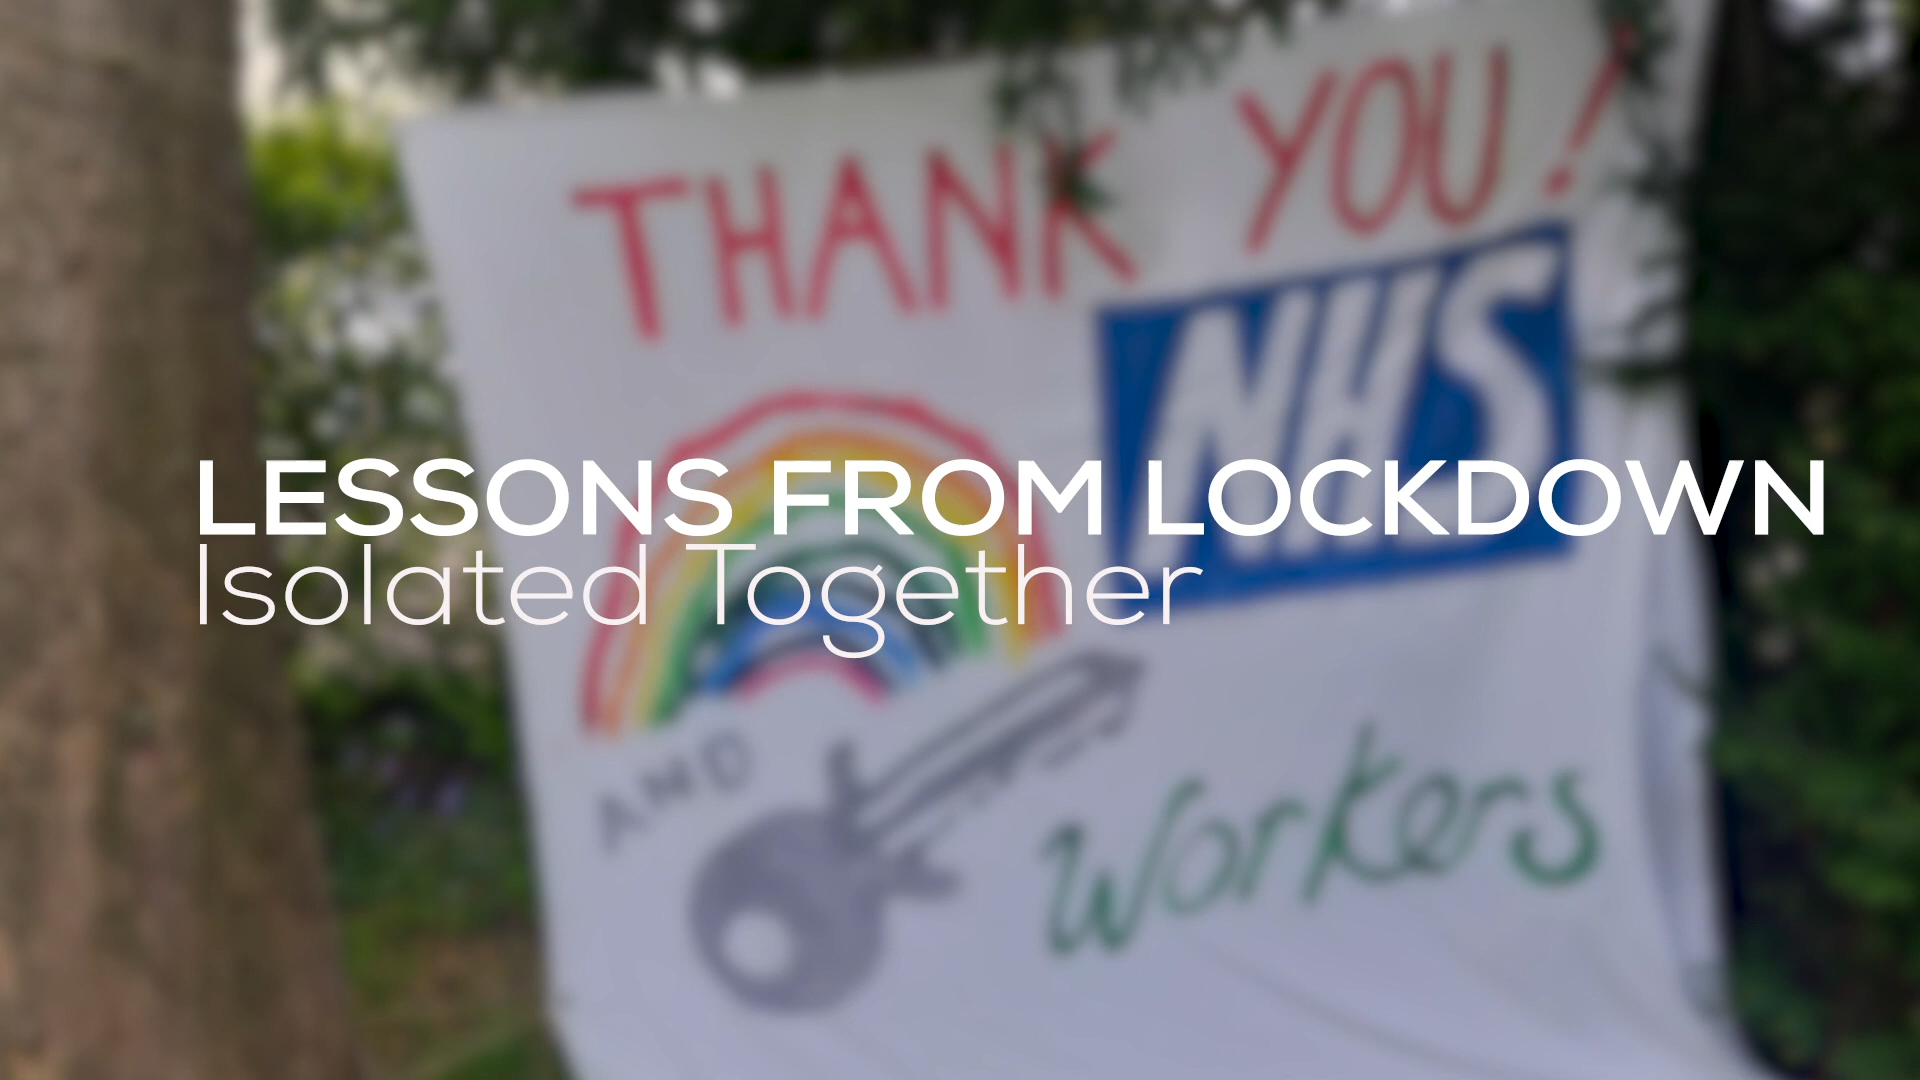 THANK YOU!
NHS
LESSONS FROM LOCKDOWN
Isolated Together
AND
Workers